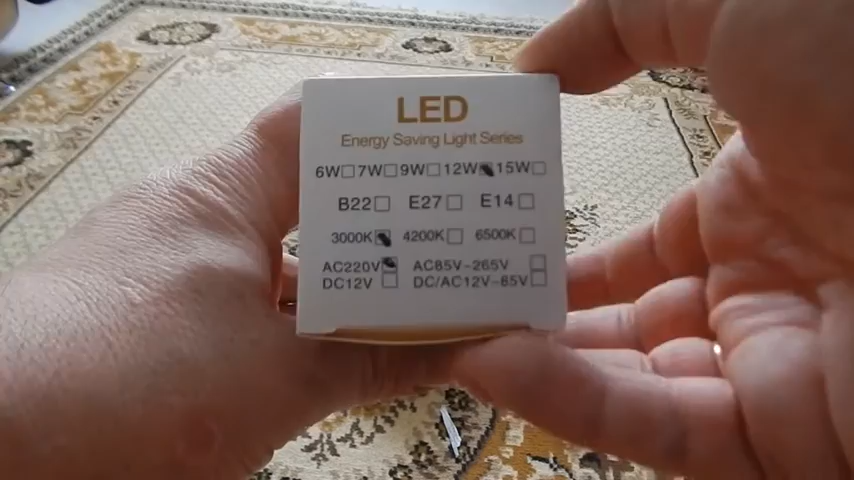 LED
Energy Saving Light Series
6W□7W□9W□12W☑15W□
B22□ E27□ E14□
3000K☑4200K□ 6500K□
AC220V☑ AC85V-265V□
DC12V□ DC/AC12V-65V□